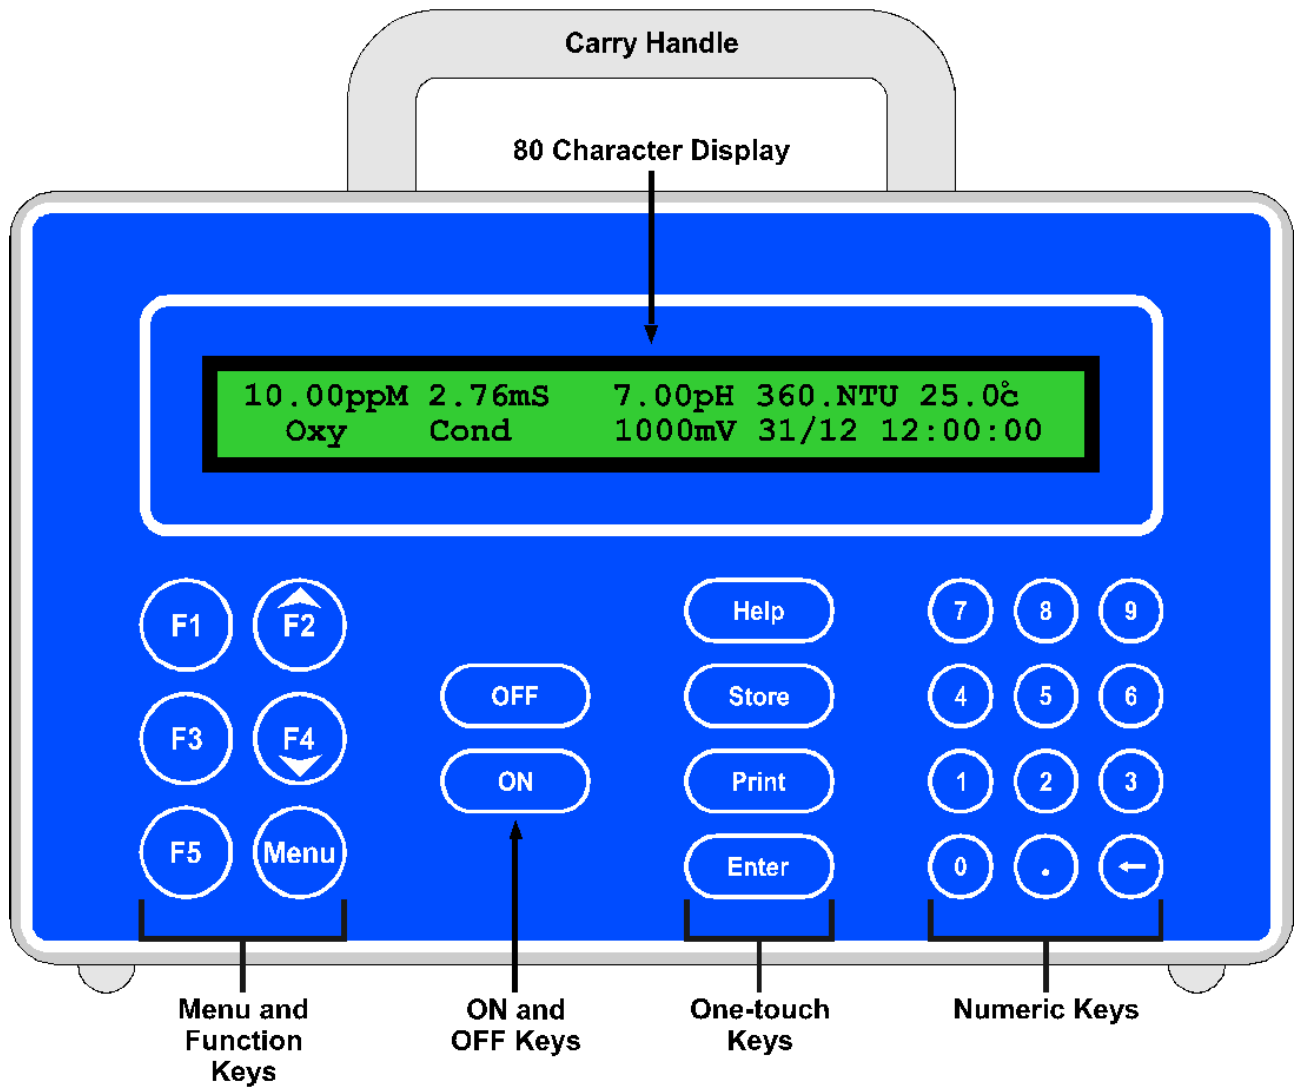 Carry Handle
80 Character Display
10.00ppM 2.76mS 7.00pH 360.NTU 25.0°c
Oxy Cond 1000mV 31/12 12:00:00
F1 F2
F3 F4
F5 Menu
OFF
ON
Help
Store
Print
Enter
7 8 9
4 5 6
1 2 3
0 . ←
Menu and
Function
Keys
ON and
OFF Keys
One-touch
Keys
Numeric Keys